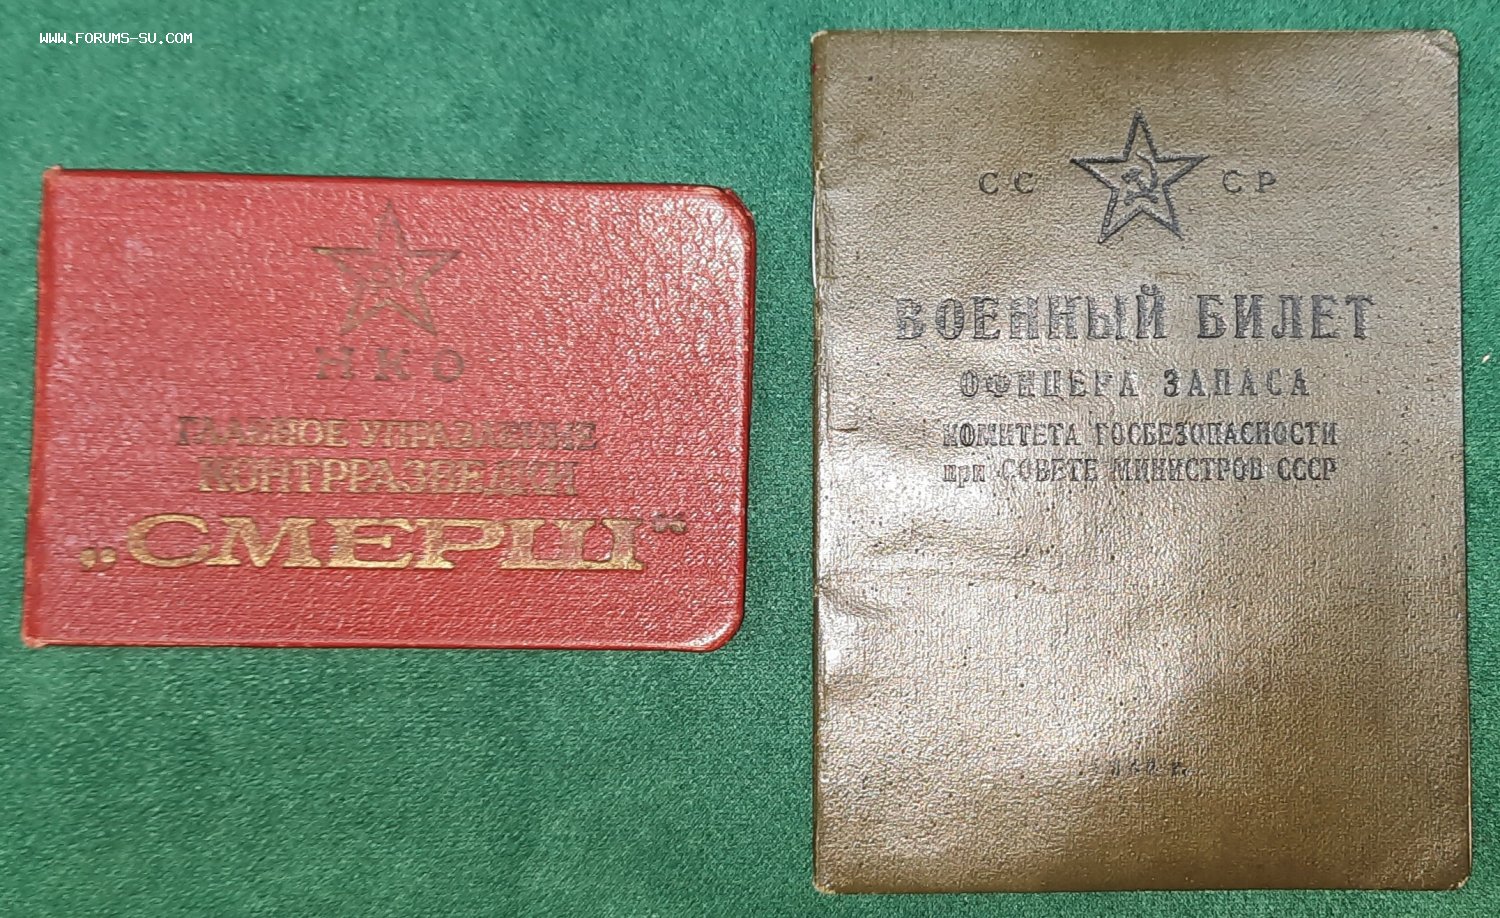 WWW.FORUMS-SU.COM
НКО
ГЛАВНОЕ УПРАВЛЕНИЕ
КОНТРРАЗВЕДКИ
„СМЕРШ“
СС СР
ВОЕННЫЙ БИЛЕТ
ОФИЦЕРА ЗАПАСА
КОМИТЕТА ГОСБЕЗОПАСНОСТИ
при СОВЕТЕ МИНИСТРОВ СССР